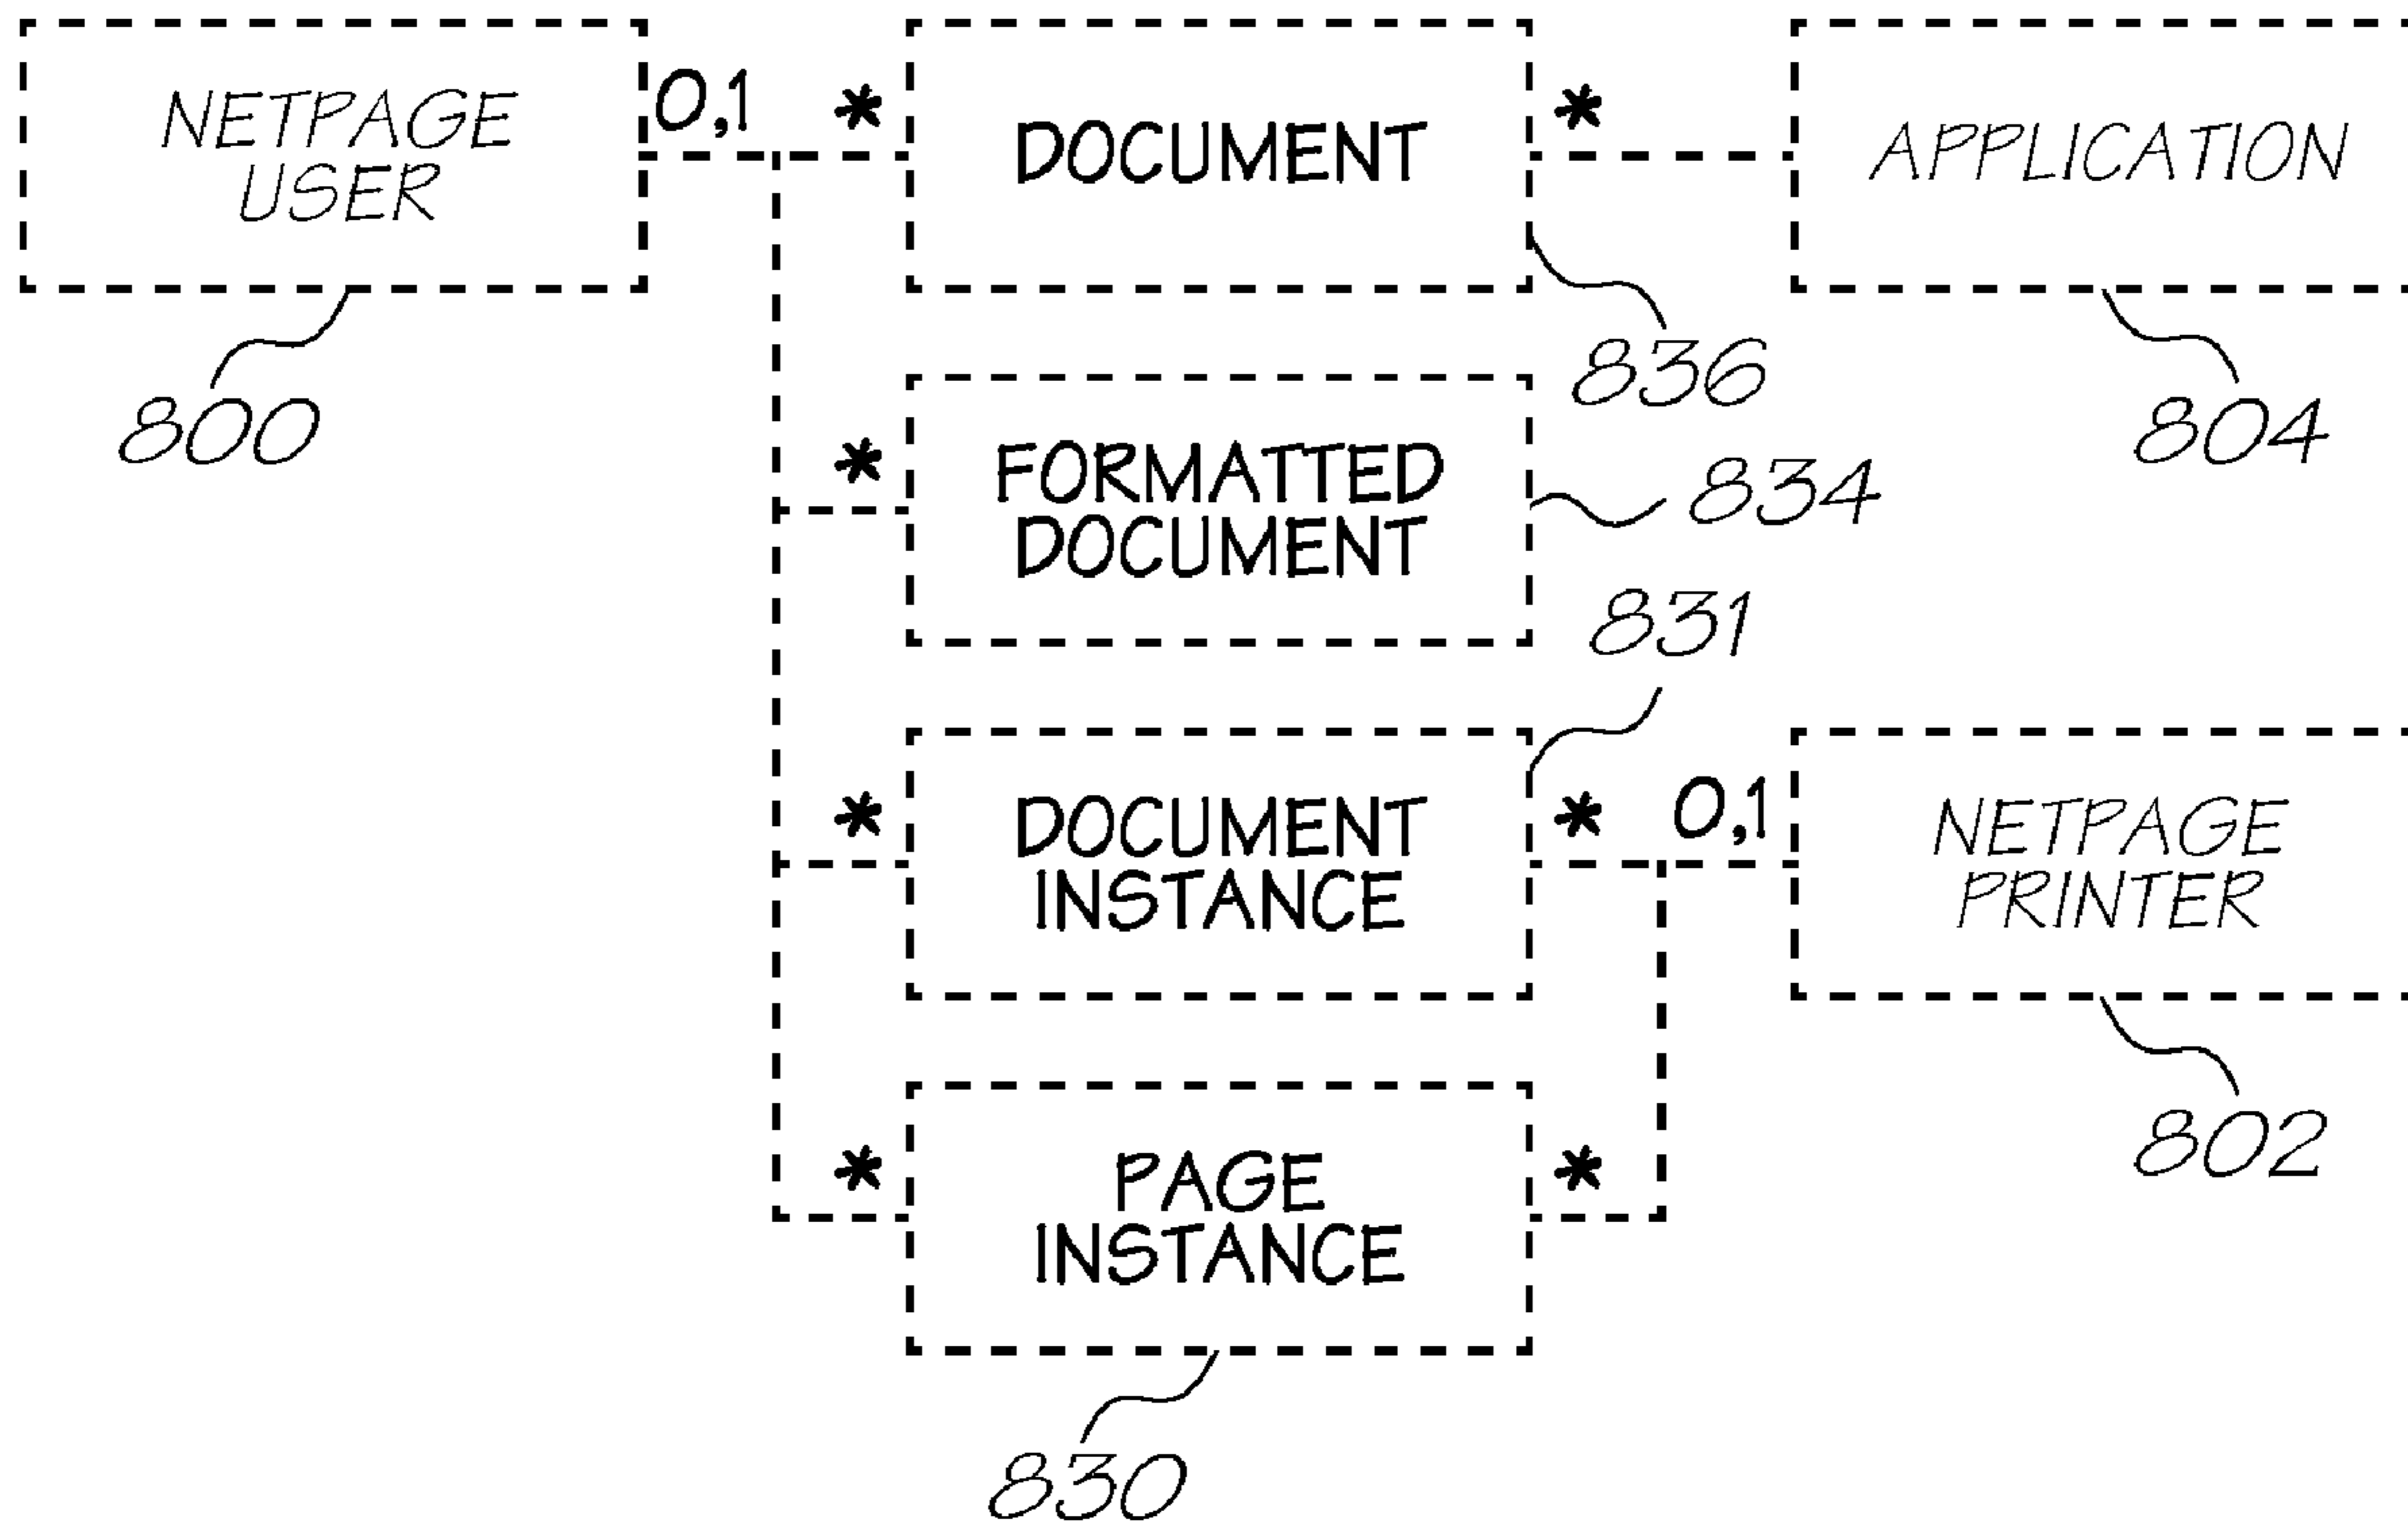 NETPAGE
USER
0,1
*
DOCUMENT
*
APPLICATION
800
836
804
*
FORMATTED
DOCUMENT
834
831
*
DOCUMENT
INSTANCE
*
0,1
NETPAGE
PRINTER
802
*
PAGE
INSTANCE
*
830